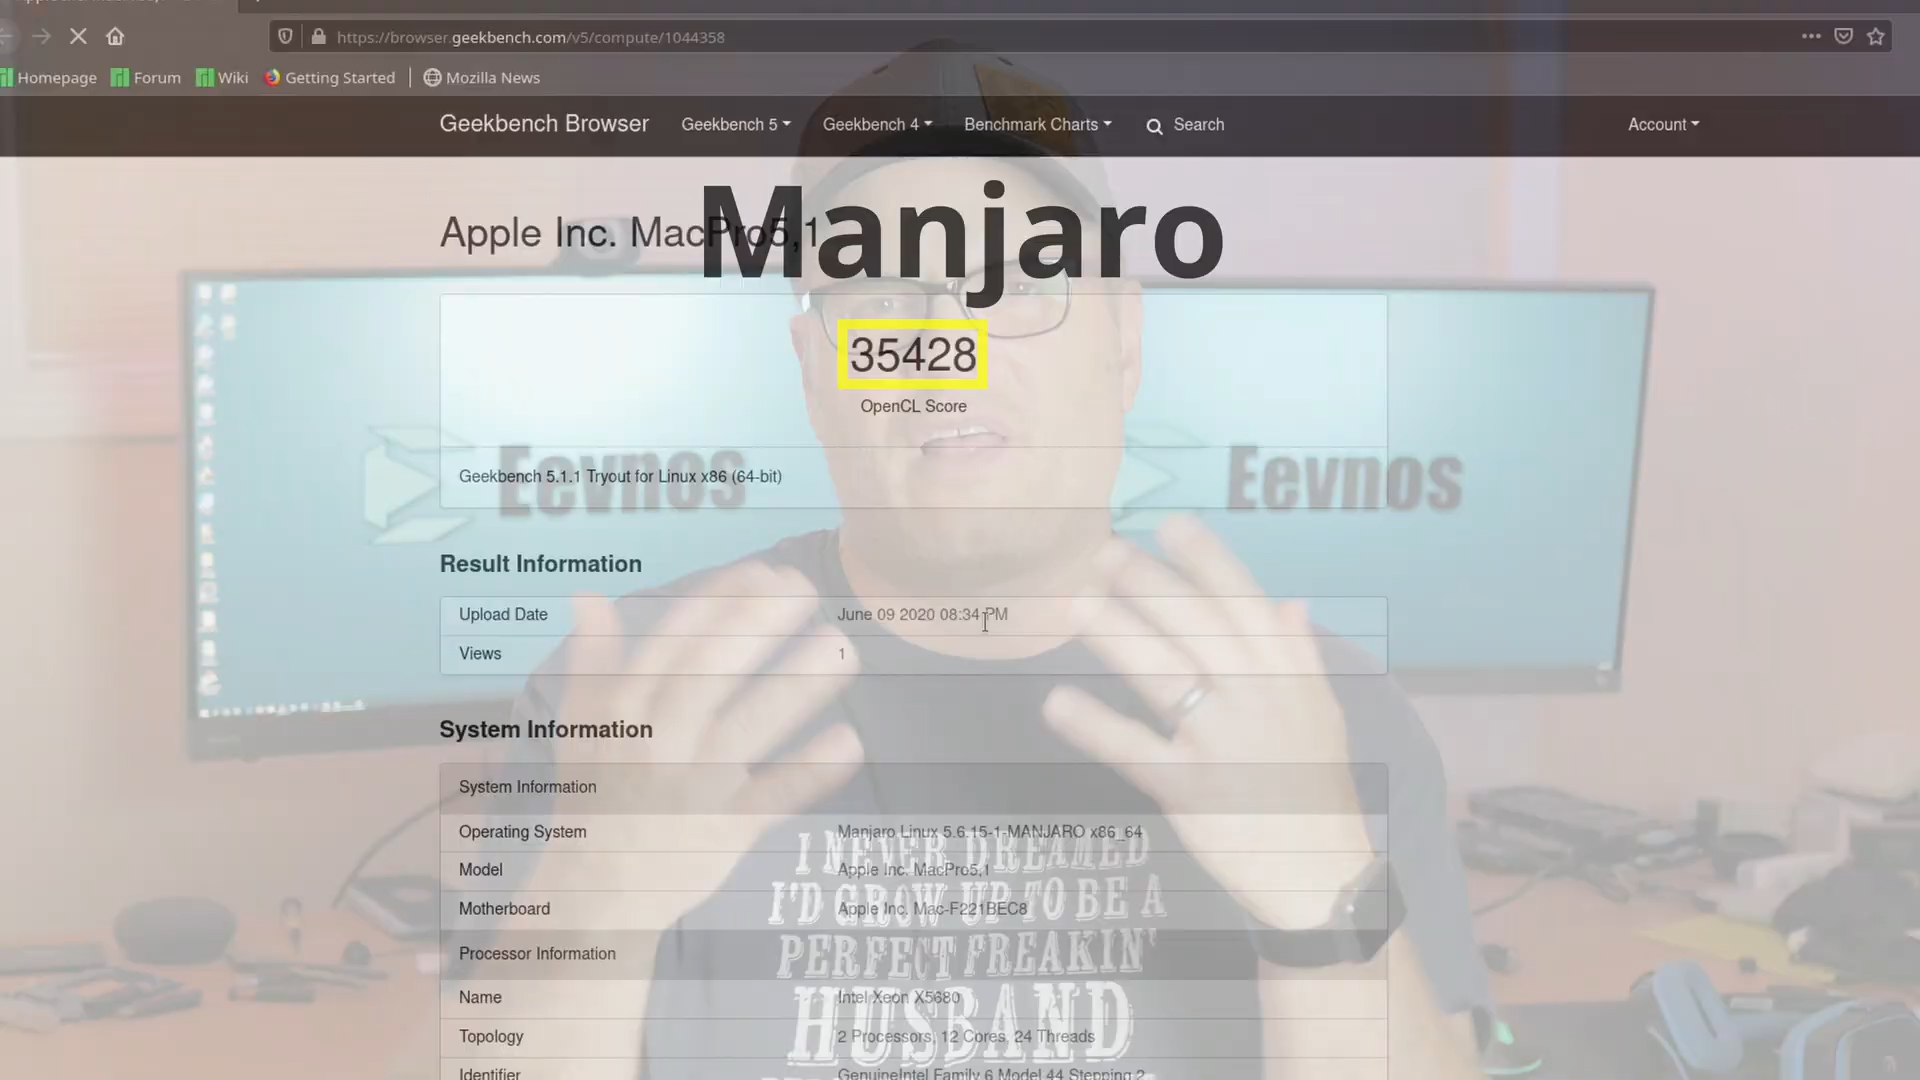 https://browser.geekbench.com/v5/compute/1044358
Homepage Forum Wiki Getting Started Mozilla News
Geekbench Browser Geekbench 5 Geekbench 4 Benchmark Charts Search Account
Manjaro
Apple Inc. MacPro5,1
35428
OpenCL Score
Eevnos Eevnos
Geekbench 5.1.1 Tryout for Linux x86 (64-bit)
Result Information
Upload Date June 09 2020 08:34 PM
Views 1
System Information
System Information
Operating System Manjaro Linux 5.6.15-1-MANJARO x86_64
Model Apple Inc. MacPro5,1
Motherboard Apple Inc. Mac-F221BEC8
Processor Information
Name Intel Xeon X5680
Topology 2 Processors, 12 Cores, 24 Threads
Identifier GenuineIntel Family 6 Model 44 Stepping 2
I NEVER DREAMED
I'D GROW UP TO BE A
PERFECT FREAKIN'
HUSBAND